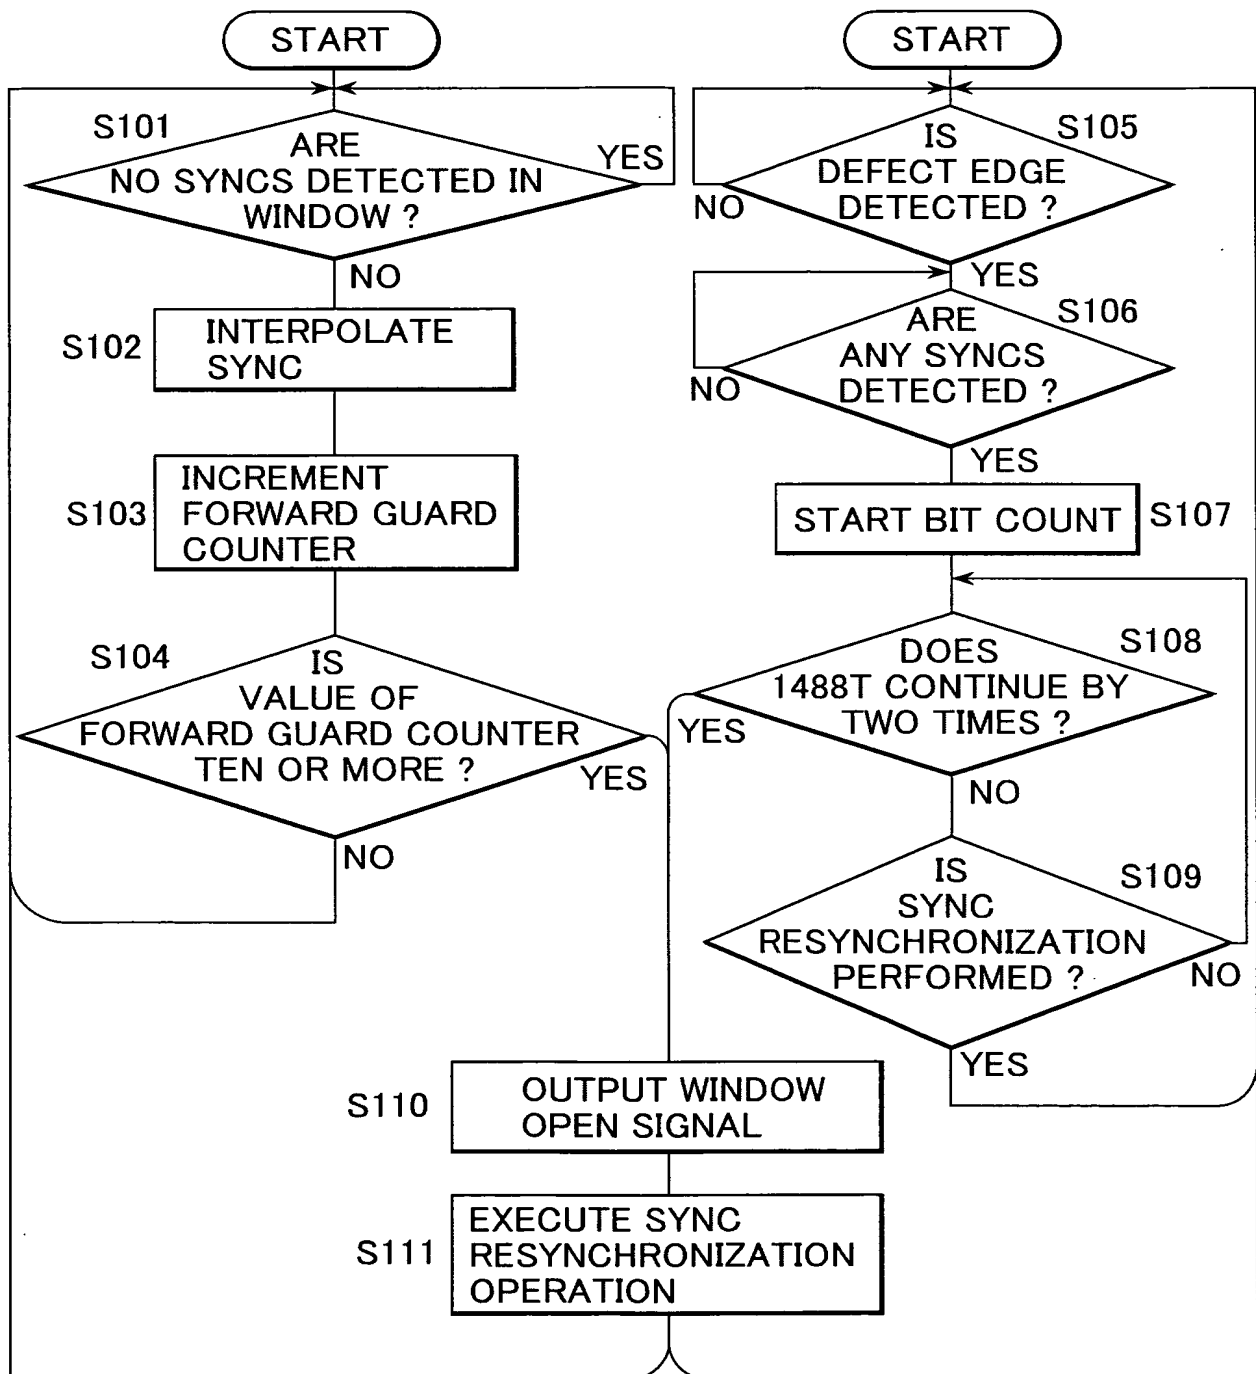 START
S101
ARE
NO SYNCS DETECTED IN
WINDOW ?
YES
NO
S102
INTERPOLATE
SYNC
S103
INCREMENT
FORWARD GUARD
COUNTER
S104
IS
VALUE OF
FORWARD GUARD COUNTER
TEN OR MORE ?
YES
NO
START
S105
IS
DEFECT EDGE
DETECTED ?
NO
YES
S106
ARE
ANY SYNCS
DETECTED ?
NO
YES
START BIT COUNT
S107
S108
DOES
1488T CONTINUE BY
TWO TIMES ?
YES
NO
S109
IS
SYNC
RESYNCHRONIZATION
PERFORMED ?
NO
YES
S110
OUTPUT WINDOW
OPEN SIGNAL
S111
EXECUTE SYNC
RESYNCHRONIZATION
OPERATION